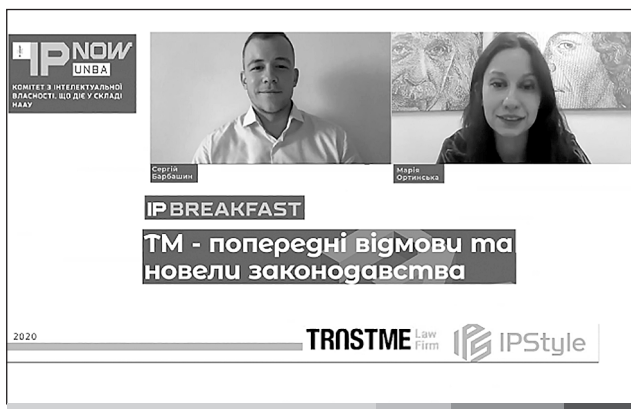 IP NOW
UNBA
КОМІТЕТ З ІНТЕЛЕКТУАЛЬНОЇ
ВЛАСНОСТІ, ЩО ДІЄ У СКЛАДІ
НААУ
Сергій
Барбашин
Марія
Ортинська
IP BREAKFAST
ТМ - попередні відмови та
новели законодавства
2020
TRUSTME Law
Firm
IPStyle